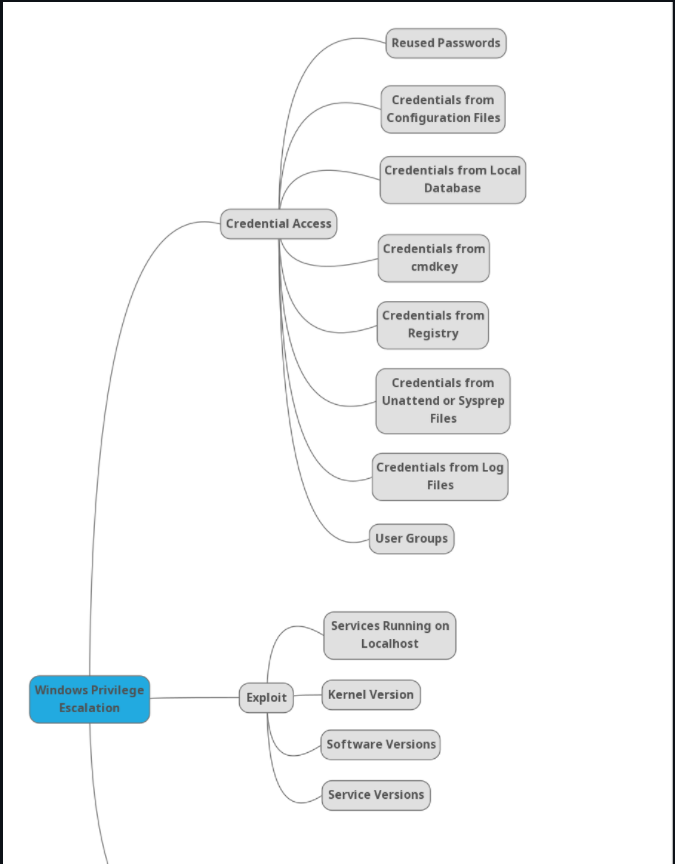 Reused Passwords
Credentials from
Configuration Files
Credentials from Local
Database
Credential Access
Credentials from
cmdkey
Credentials from
Registry
Credentials from
Unattend or Sysprep
Files
Credentials from Log
Files
User Groups
Services Running on
Localhost
Windows Privilege
Escalation
Exploit
Kernel Version
Software Versions
Service Versions